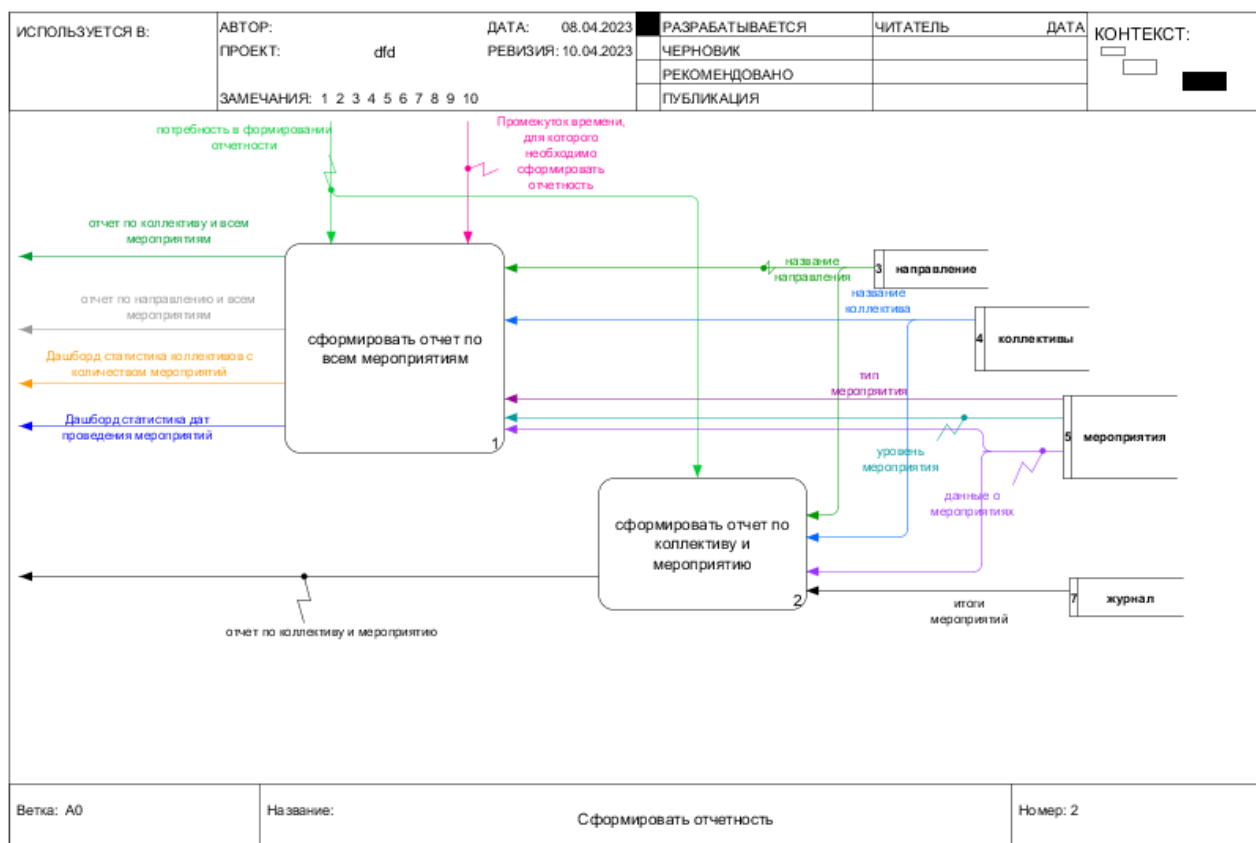 ИСПОЛЬЗУЕТСЯ В:
АВТОР:
ДАТА: 08.04.2023
ПРОЕКТ: dfd
РЕВИЗИЯ: 10.04.2023
ЗАМЕЧАНИЯ: 1 2 3 4 5 6 7 8 9 10
РАЗРАБАТЫВАЕТСЯ
ЧЕРНОВИК
РЕКОМЕНДОВАНО
ПУБЛИКАЦИЯ
ЧИТАТЕЛЬ ДАТА
КОНТЕКСТ:
потребность в формировании
отчетности
Промежуток времени,
для которого
необходимо
сформировать
отчетность
отчет по коллективу и всем
мероприятиям
отчет по направлению и всем
мероприятиям
Дашборд статистика коллективов с
количеством мероприятий
Дашборд статистика дат
проведения мероприятий
сформировать отчет по
всем мероприятиям
1
название
направления
3 направление
название
коллектива
4 коллективы
тип
меропряития
5 мероприятия
уровень
мероприятия
данные о
мероприятиях
сформировать отчет по
коллективу и
мероприятию
2
7 журнал
итоги
мероприятий
отчет по коллективу и мероприятию
Ветка: A0
Название:
Сформировать отчетность
Номер: 2